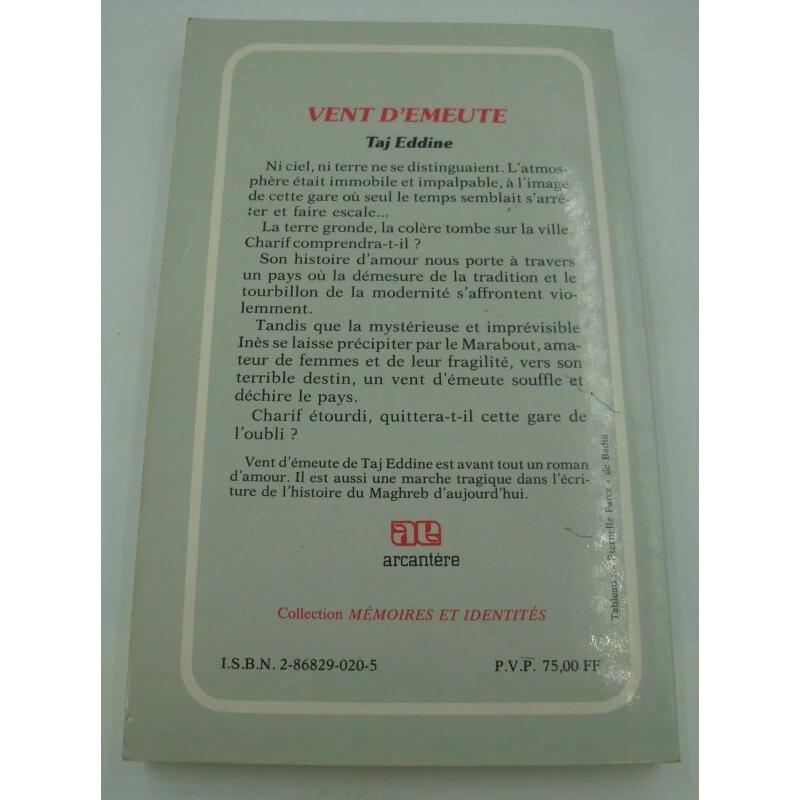 VENT D'EMEUTE
Taj Eddine
Ni ciel, ni terre ne se distinguaient. L'atmos-
phère était immobile et impalpable, à l'image
de cette gare où seul le temps semblait s'arrê-
ter et faire escale...
La terre gronde, la colère tombe sur la ville.
Charif comprendra-t-il ?
Son histoire d'amour nous porte à travers
un pays où la démesure de la tradition et le
tourbillon de la modernité s'affrontent vio-
lemment.
Tandis que la mystérieuse et imprévisible
Inès se laisse précipiter par le Marabout, ama-
teur de femmes et de leur fragilité, vers son
terrible destin, un vent d'émeute souffle et
déchire le pays.
Charif étourdi, quittera-t-il cette gare de
l'oubli ?
Vent d'émeute de Taj Eddine est avant tout un roman
d'amour. Il est aussi une marche tragique dans l'écri-
ture de l'histoire du Maghreb d'aujourd'hui.
ae
arcantère
Collection MÉMOIRES ET IDENTITÉS
I.S.B.N. 2-86829-020-5
P.V.P. 75,00 FF
Tableau : « Eternelle Farce » de Badia